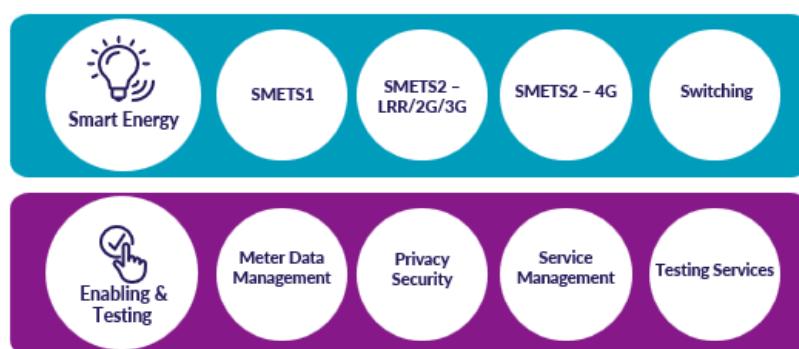 Smart Energy
SMETS1
SMETS2 –
LRR/2G/3G
SMETS2 – 4G
Switching
Enabling &
Testing
Meter Data
Management
Privacy
Security
Service
Management
Testing Services